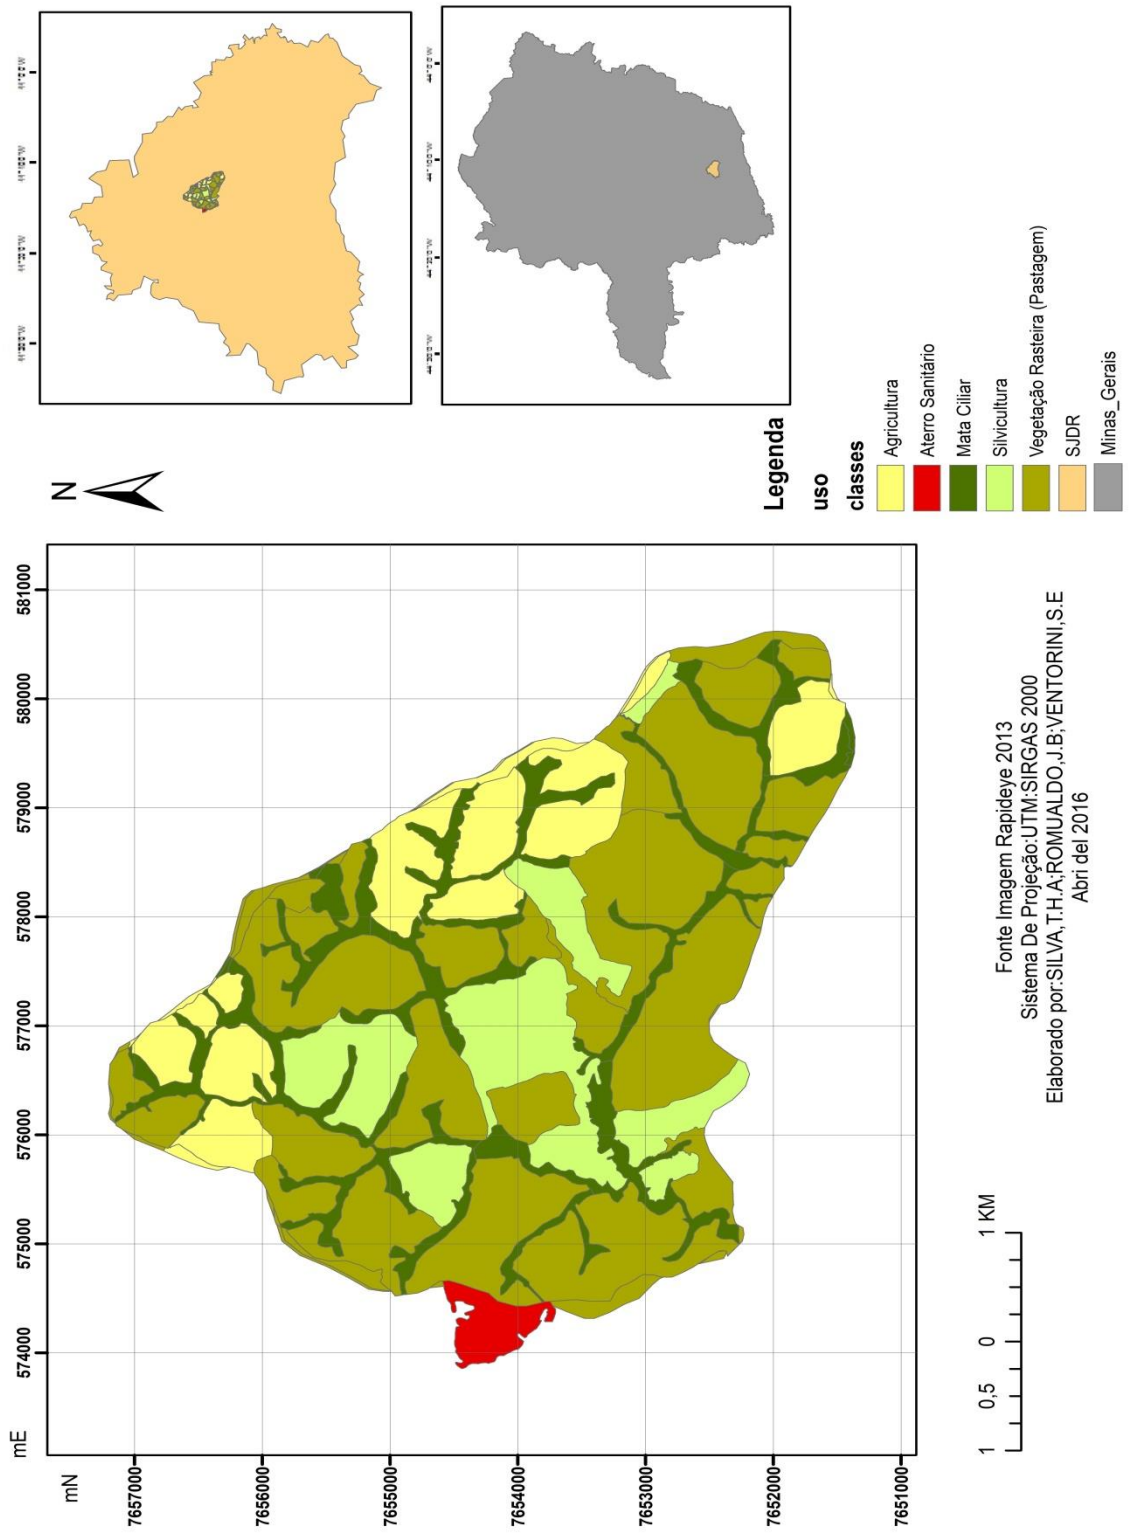 mE
574000
575000
576000
577000
578000
579000
580000
581000
mN
7657000
7656000
7655000
7654000
7653000
7652000
7651000
N
Legenda
uso
classes
Agricultura
Aterro Sanitário
Mata Ciliar
Silvicultura
Vegetação Rasteira (Pastagem)
SJDR
Minas_Gerais
1 0,5 0 1 KM
Fonte Imagem Rapideye 2013
Sistema De Projeção:UTM:SIRGAS 2000
Elaborado por:SILVA,T.H.A;ROMUALDO,J.B;VENTORINI,S.E
Abri del 2016